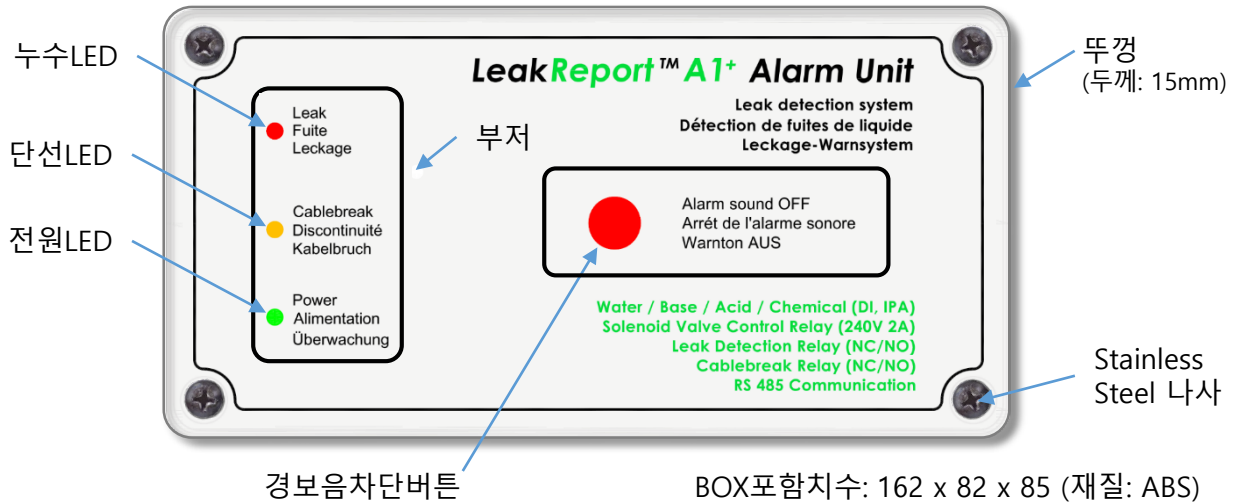 누수LED
단선LED
전원LED
Leak
Fuite
Leckage
Cablebreak
Discontinuité
Kabelbruch
Power
Alimentation
Überwachung
부저
LeakReport™ A1⁺ Alarm Unit
Leak detection system
Détection de fuites de liquide
Leckage-Warnsystem
Alarm sound OFF
Arrét de l'alarme sonore
Warnton AUS
Water / Base / Acid / Chemical (DI, IPA)
Solenoid Valve Control Relay (240V 2A)
Leak Detection Relay (NC/NO)
Cablebreak Relay (NC/NO)
RS 485 Communication
뚜껑
(두께: 15mm)
Stainless
Steel 나사
경보음차단버튼
BOX포함치수: 162 x 82 x 85 (재질: ABS)